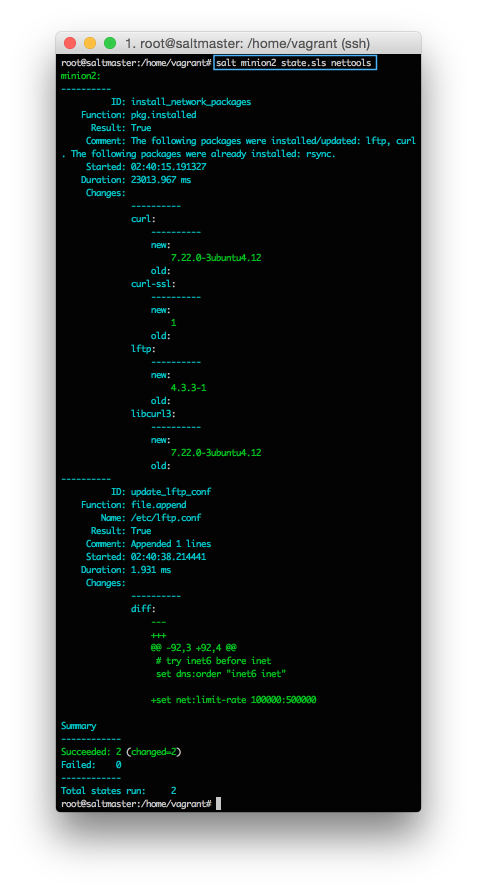 1. root@saltmaster: /home/vagrant (ssh)
root@saltmaster:/home/vagrant# salt minion2 state.sls nettools
minion2:
----------
          ID: install_network_packages
    Function: pkg.installed
      Result: True
     Comment: The following packages were installed/updated: lftp, curl
. The following packages were already installed: rsync.
     Started: 02:40:15.191327
    Duration: 23013.967 ms
     Changes:
              ----------
              curl:
                  ----------
                  new:
                      7.22.0-3ubuntu4.12
                  old:
              curl-ssl:
                  ----------
                  new:
                      1
                  old:
              lftp:
                  ----------
                  new:
                      4.3.3-1
                  old:
              libcurl3:
                  ----------
                  new:
                      7.22.0-3ubuntu4.12
                  old:
----------
          ID: update_lftp_conf
    Function: file.append
        Name: /etc/lftp.conf
      Result: True
     Comment: Appended 1 lines
     Started: 02:40:38.214441
    Duration: 1.931 ms
     Changes:
              ----------
              diff:
                  ---
                  +++
                  @@ -92,3 +92,4 @@
                   # try inet6 before inet
                   set dns:order "inet6 inet"
                  +set net:limit-rate 100000:500000
Summary
------------
Succeeded: 2 (changed=2)
Failed:    0
------------
Total states run:     2
root@saltmaster:/home/vagrant#